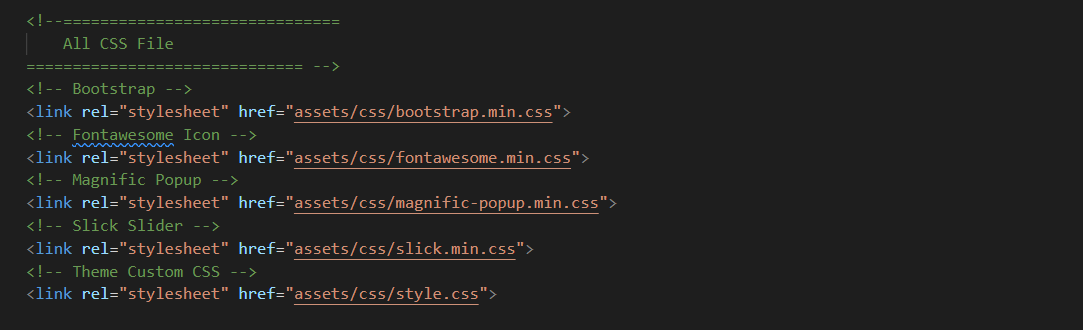 <!--==============================
    All CSS File
============================== -->
<!-- Bootstrap -->
<link rel="stylesheet" href="assets/css/bootstrap.min.css">
<!-- Fontawesome Icon -->
<link rel="stylesheet" href="assets/css/fontawesome.min.css">
<!-- Magnific Popup -->
<link rel="stylesheet" href="assets/css/magnific-popup.min.css">
<!-- Slick Slider -->
<link rel="stylesheet" href="assets/css/slick.min.css">
<!-- Theme Custom CSS -->
<link rel="stylesheet" href="assets/css/style.css">